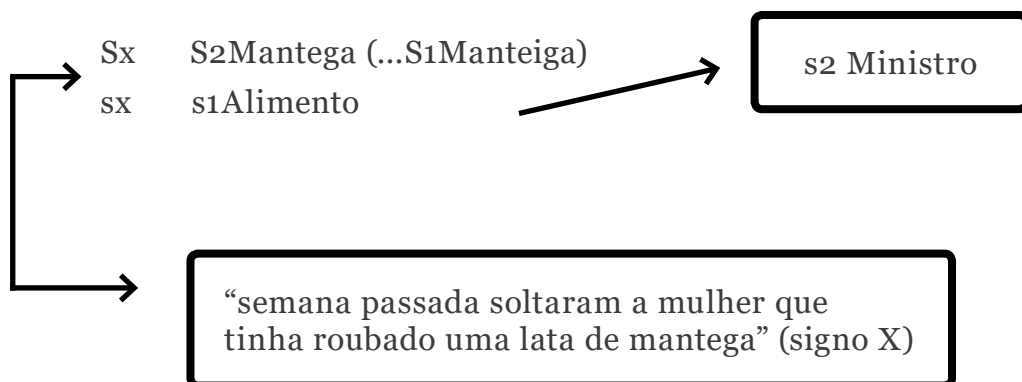 Sx S2Mantega (...S1Manteiga)
s2 Ministro
sx s1Alimento
“semana passada soltaram a mulher que
tinha roubado uma lata de mantega” (signo X)